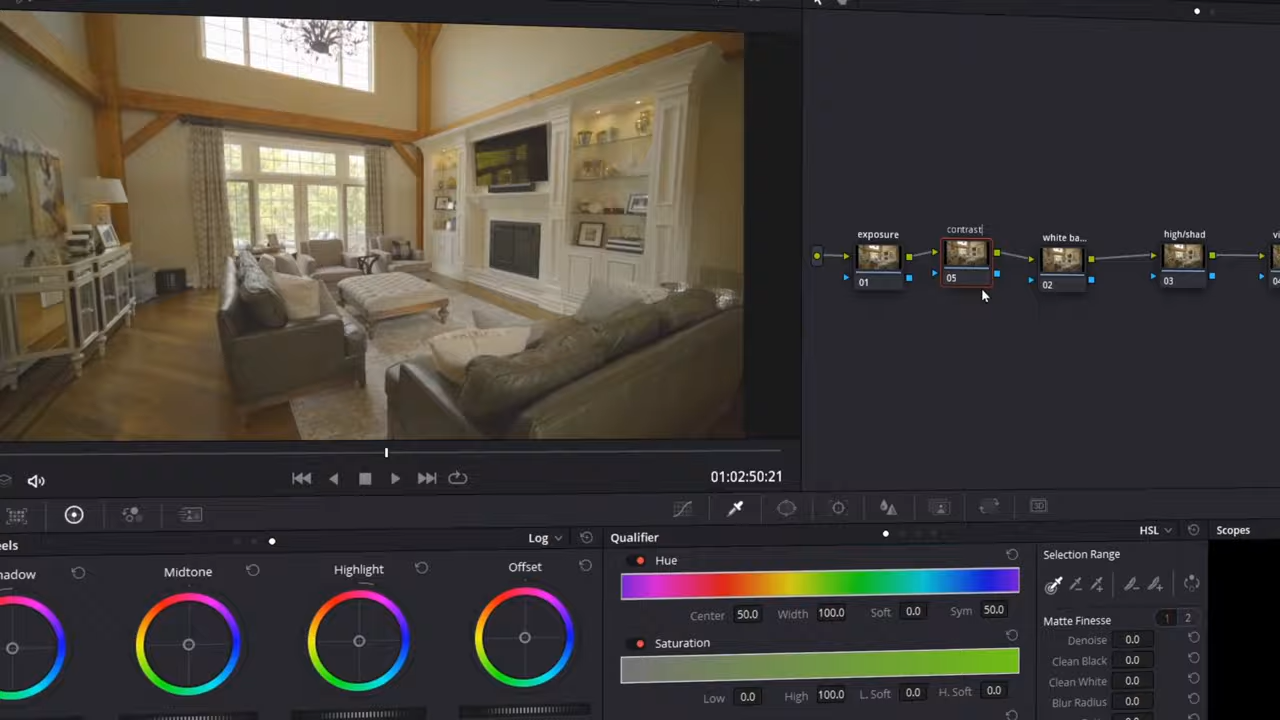 exposure
contrast
white ba...
high/shad
01
05
02
03
01:02:50:21
Log
Qualifier
HSL
Scopes
Hue
Selection Range
Midtone
Highlight
Offset
Center 50.0 Width 100.0 Soft 0.0 Sym 50.0
Matte Finesse 1 2
Saturation
Denoise 0.0
Clean Black 0.0
Clean White 0.0
Low 0.0 High 100.0 L. Soft 0.0 H. Soft 0.0
Blur Radius 0.0
3D